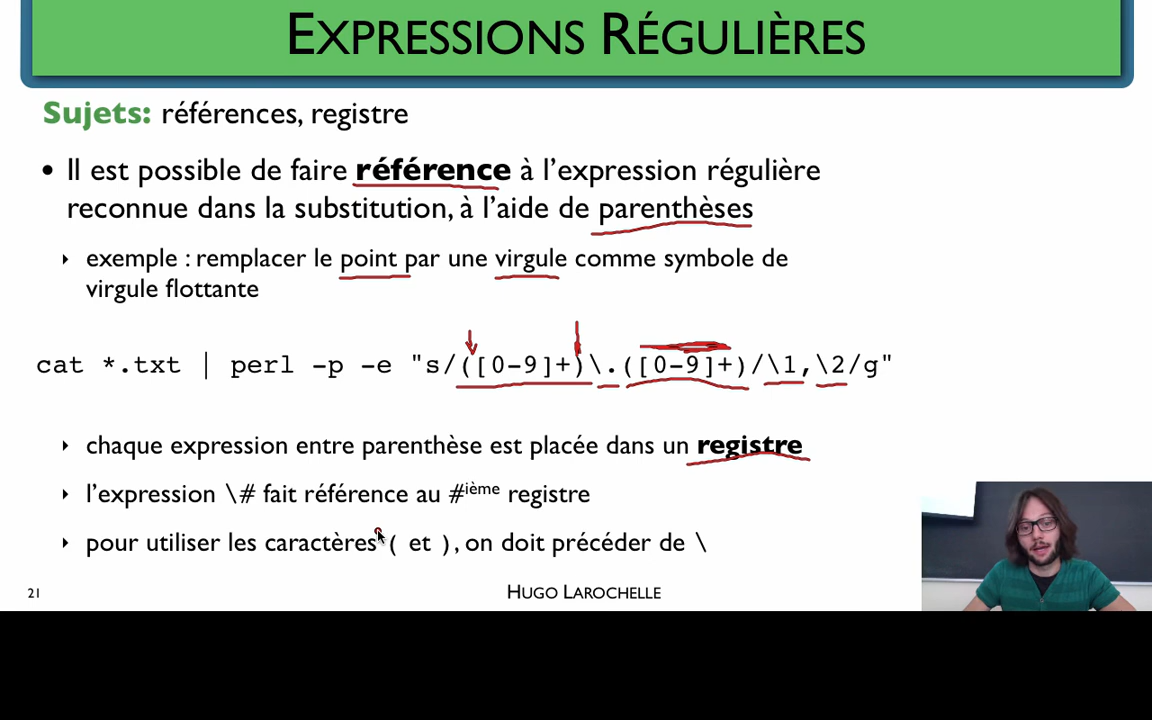 EXPRESSIONS RÉGULIÈRES
Sujets: références, registre
• Il est possible de faire référence à l’expression régulière
reconnue dans la substitution, à l’aide de parenthèses
‣ exemple : remplacer le point par une virgule comme symbole de
virgule flottante
cat *.txt | perl -p -e "s/([0-9]+)\.([0-9]+)/\1,\2/g"
‣ chaque expression entre parenthèse est placée dans un registre
‣ l’expression \# fait référence au #ième registre
‣ pour utiliser les caractères ( et ), on doit précéder de \
21
HUGO LAROCHELLE